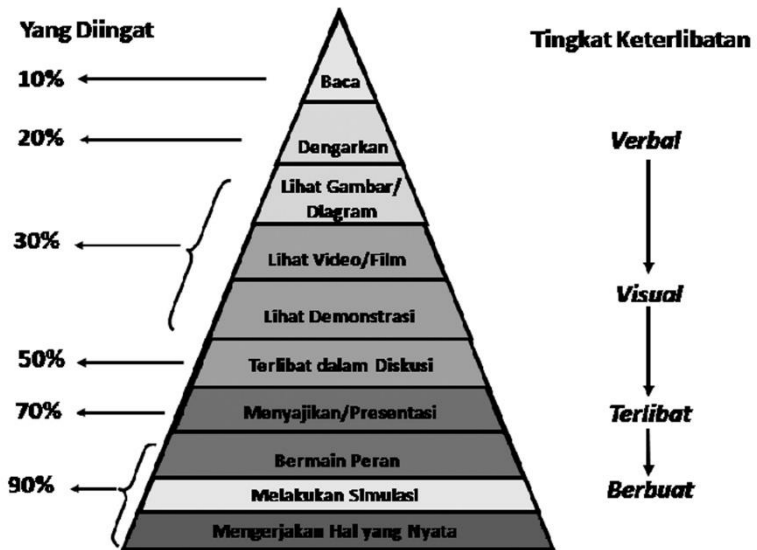 Yang Diingat
Tingkat Keterlibatan
10%
Baca
20%
Dengarkan
Verbal
Lihat Gambar/
Diagram
30%
Lihat Video/Film
Visual
Lihat Demonstrasi
50%
Terlibat dalam Diskusi
70%
Menyajikan/Presentasi
Terlibat
Bermain Peran
90%
Melakukan Simulasi
Berbuat
Mengerjakan Hal yang Nyata